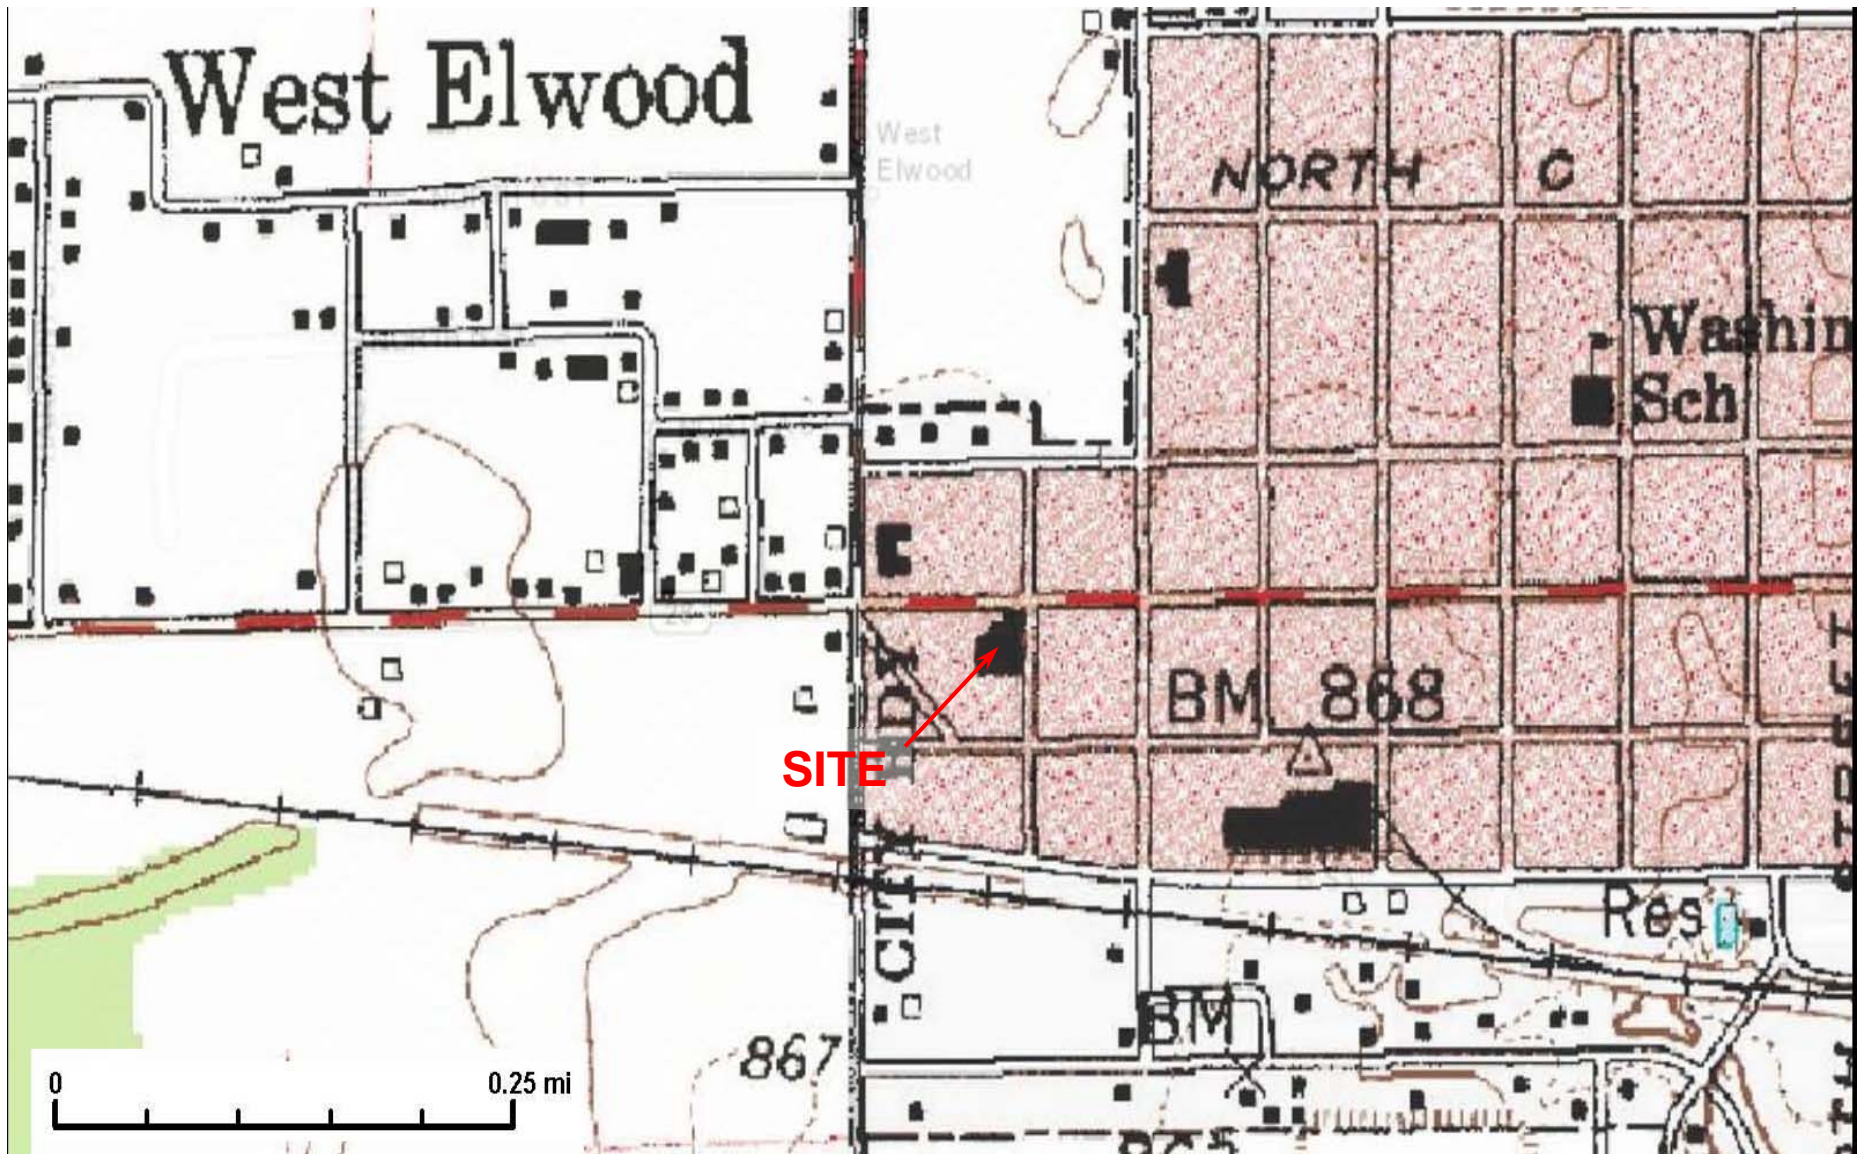 West Elwood
West
Elwood
NORTH C
Washin
Sch
BM 868
SITE
CITY
Res
BM
867
0 0.25 mi